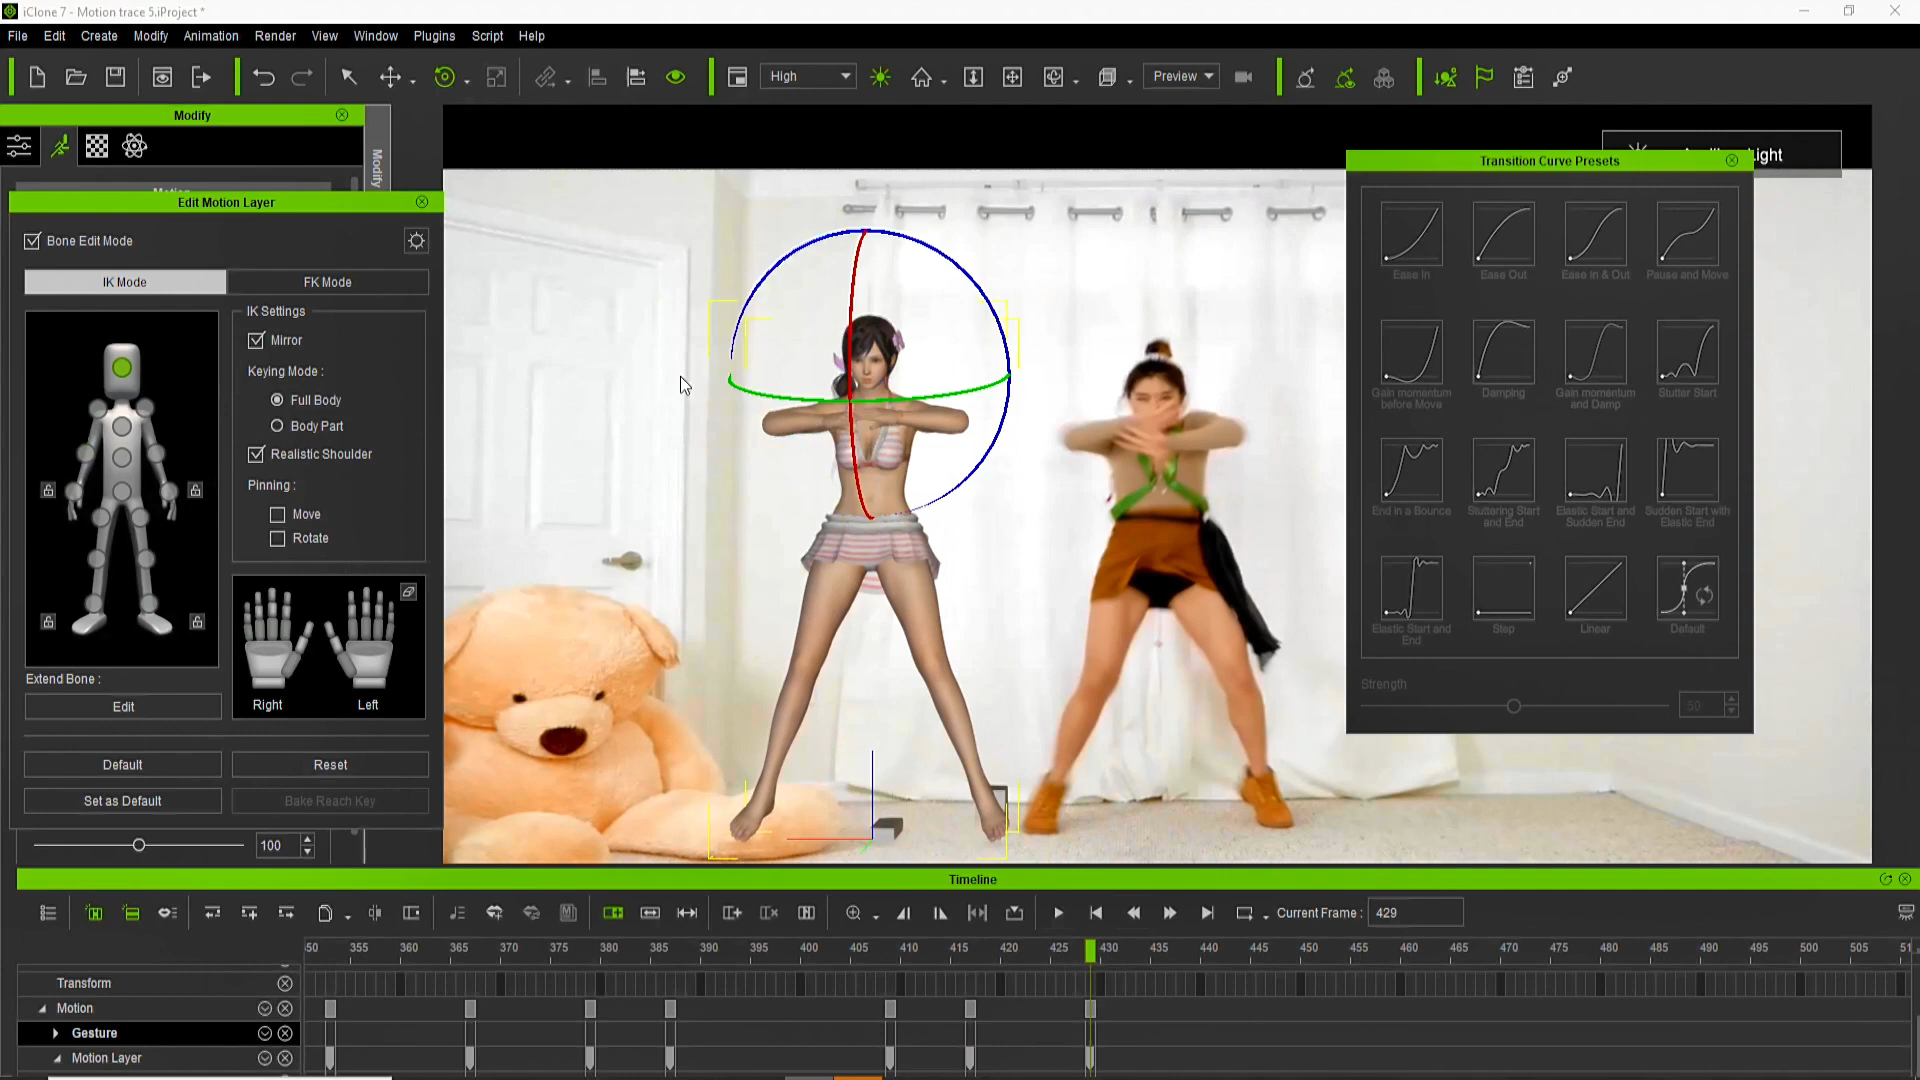 iClone 7 - Motion trace 5.iProject *
File Edit Create Modify Animation Render View Window Plugins Script Help
High
Preview
Modify
Modify
Motion
Edit Motion Layer
Bone Edit Mode
IK Mode FK Mode
IK Settings
Mirror
Keying Mode :
Full Body
Body Part
Realistic Shoulder
Pinning :
Move
Rotate
Right Left
Extend Bone :
Edit
Default Reset
Set as Default Bake Reach Key
100
Light
Transition Curve Presets
Ease In Ease Out Ease In & Out Pause and Move
Gain momentum before Move Damping Gain momentum and Damp Stutter Start
End in a Bounce Stuttering Start and End Elastic Start and Sudden End Sudden Start with Elastic End
Elastic Start and End Step Linear Default
Strength
50
Timeline
Current Frame : 429
50 355 360 365 370 375 380 385 390 395 400 405 410 415 420 425 430 435 440 445 450 455 460 465 470 475 480 485 490 495 500 505 51
Transform
Motion
Gesture
Motion Layer